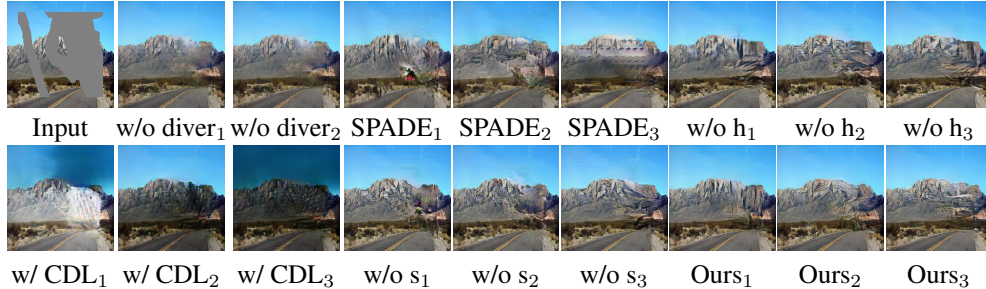 Input w/o diver₁ w/o diver₂ SPADE₁ SPADE₂ SPADE₃ w/o h₁ w/o h₂ w/o h₃
w/ CDL₁ w/ CDL₂ w/ CDL₃ w/o s₁ w/o s₂ w/o s₃ Ours₁ Ours₂ Ours₃